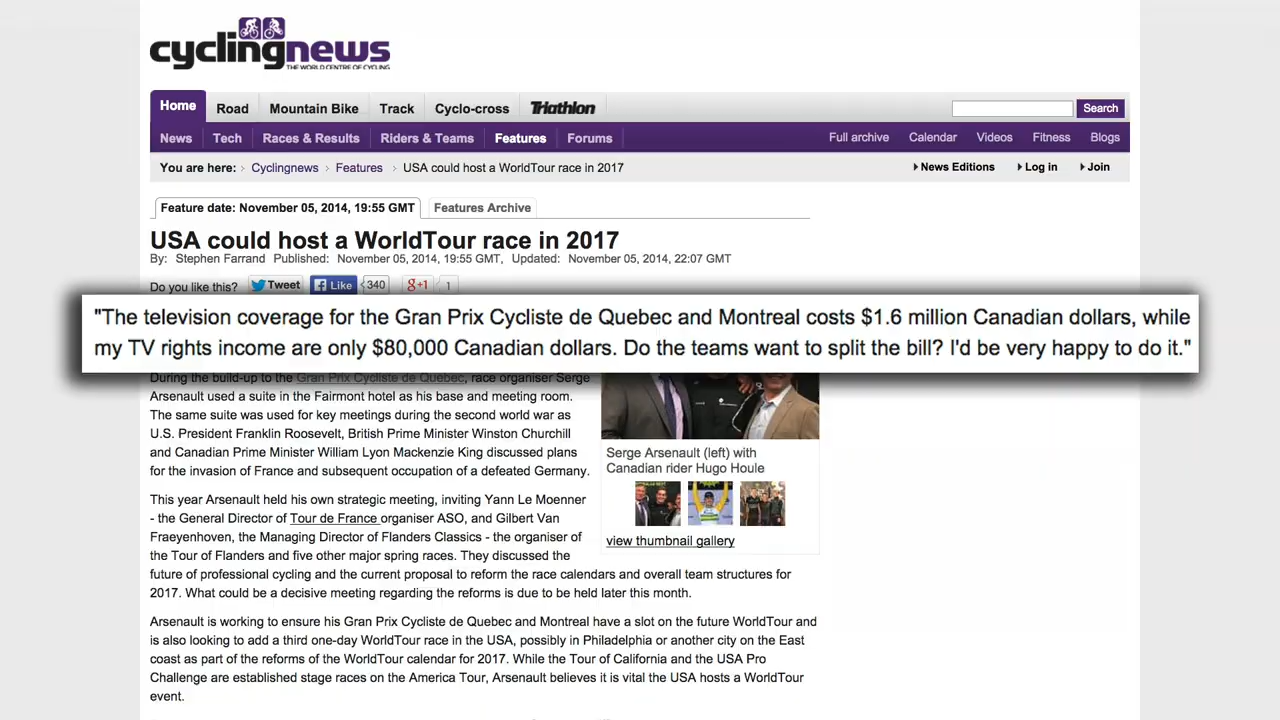 cyclingnews
THE WORLD CENTRE OF CYCLING
Home Road Mountain Bike Track Cyclo-cross Triathlon Search
News Tech Races & Results Riders & Teams Features Forums Full archive Calendar Videos Fitness Blogs
You are here: Cyclingnews Features USA could host a WorldTour race in 2017 News Editions Log in Join
Feature date: November 05, 2014, 19:55 GMT Features Archive
USA could host a WorldTour race in 2017
By: Stephen Farrand Published: November 05, 2014, 19:55 GMT, Updated: November 05, 2014, 22:07 GMT
Do you like this? Tweet Like 340 g+1 1
"The television coverage for the Gran Prix Cycliste de Quebec and Montreal costs $1.6 million Canadian dollars, while
my TV rights income are only $80,000 Canadian dollars. Do the teams want to split the bill? I'd be very happy to do it."
During the build-up to the Gran Prix Cycliste de Quebec, race organiser Serge
Arsenault used a suite in the Fairmont hotel as his base and meeting room.
The same suite was used for key meetings during the second world war as
U.S. President Franklin Roosevelt, British Prime Minister Winston Churchill
and Canadian Prime Minister William Lyon Mackenzie King discussed plans
for the invasion of France and subsequent occupation of a defeated Germany.
Serge Arsenault (left) with
Canadian rider Hugo Houle
view thumbnail gallery
This year Arsenault held his own strategic meeting, inviting Yann Le Moenner
- the General Director of Tour de France organiser ASO, and Gilbert Van
Fraeyenhoven, the Managing Director of Flanders Classics - the organiser of
the Tour of Flanders and five other major spring races. They discussed the
future of professional cycling and the current proposal to reform the race calendars and overall team structures for
2017. What could be a decisive meeting regarding the reforms is due to be held later this month.
Arsenault is working to ensure his Gran Prix Cycliste de Quebec and Montreal have a slot on the future WorldTour and
is also looking to add a third one-day WorldTour race in the USA, possibly in Philadelphia or another city on the East
coast as part of the reforms of the WorldTour calendar for 2017. While the Tour of California and the USA Pro
Challenge are established stage races on the America Tour, Arsenault believes it is vital the USA hosts a WorldTour
event.